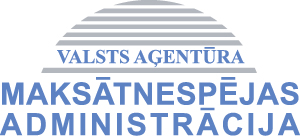 VALSTS AĢENTŪRA
MAKSĀTNESPĒJAS
ADMINISTRĀCIJA